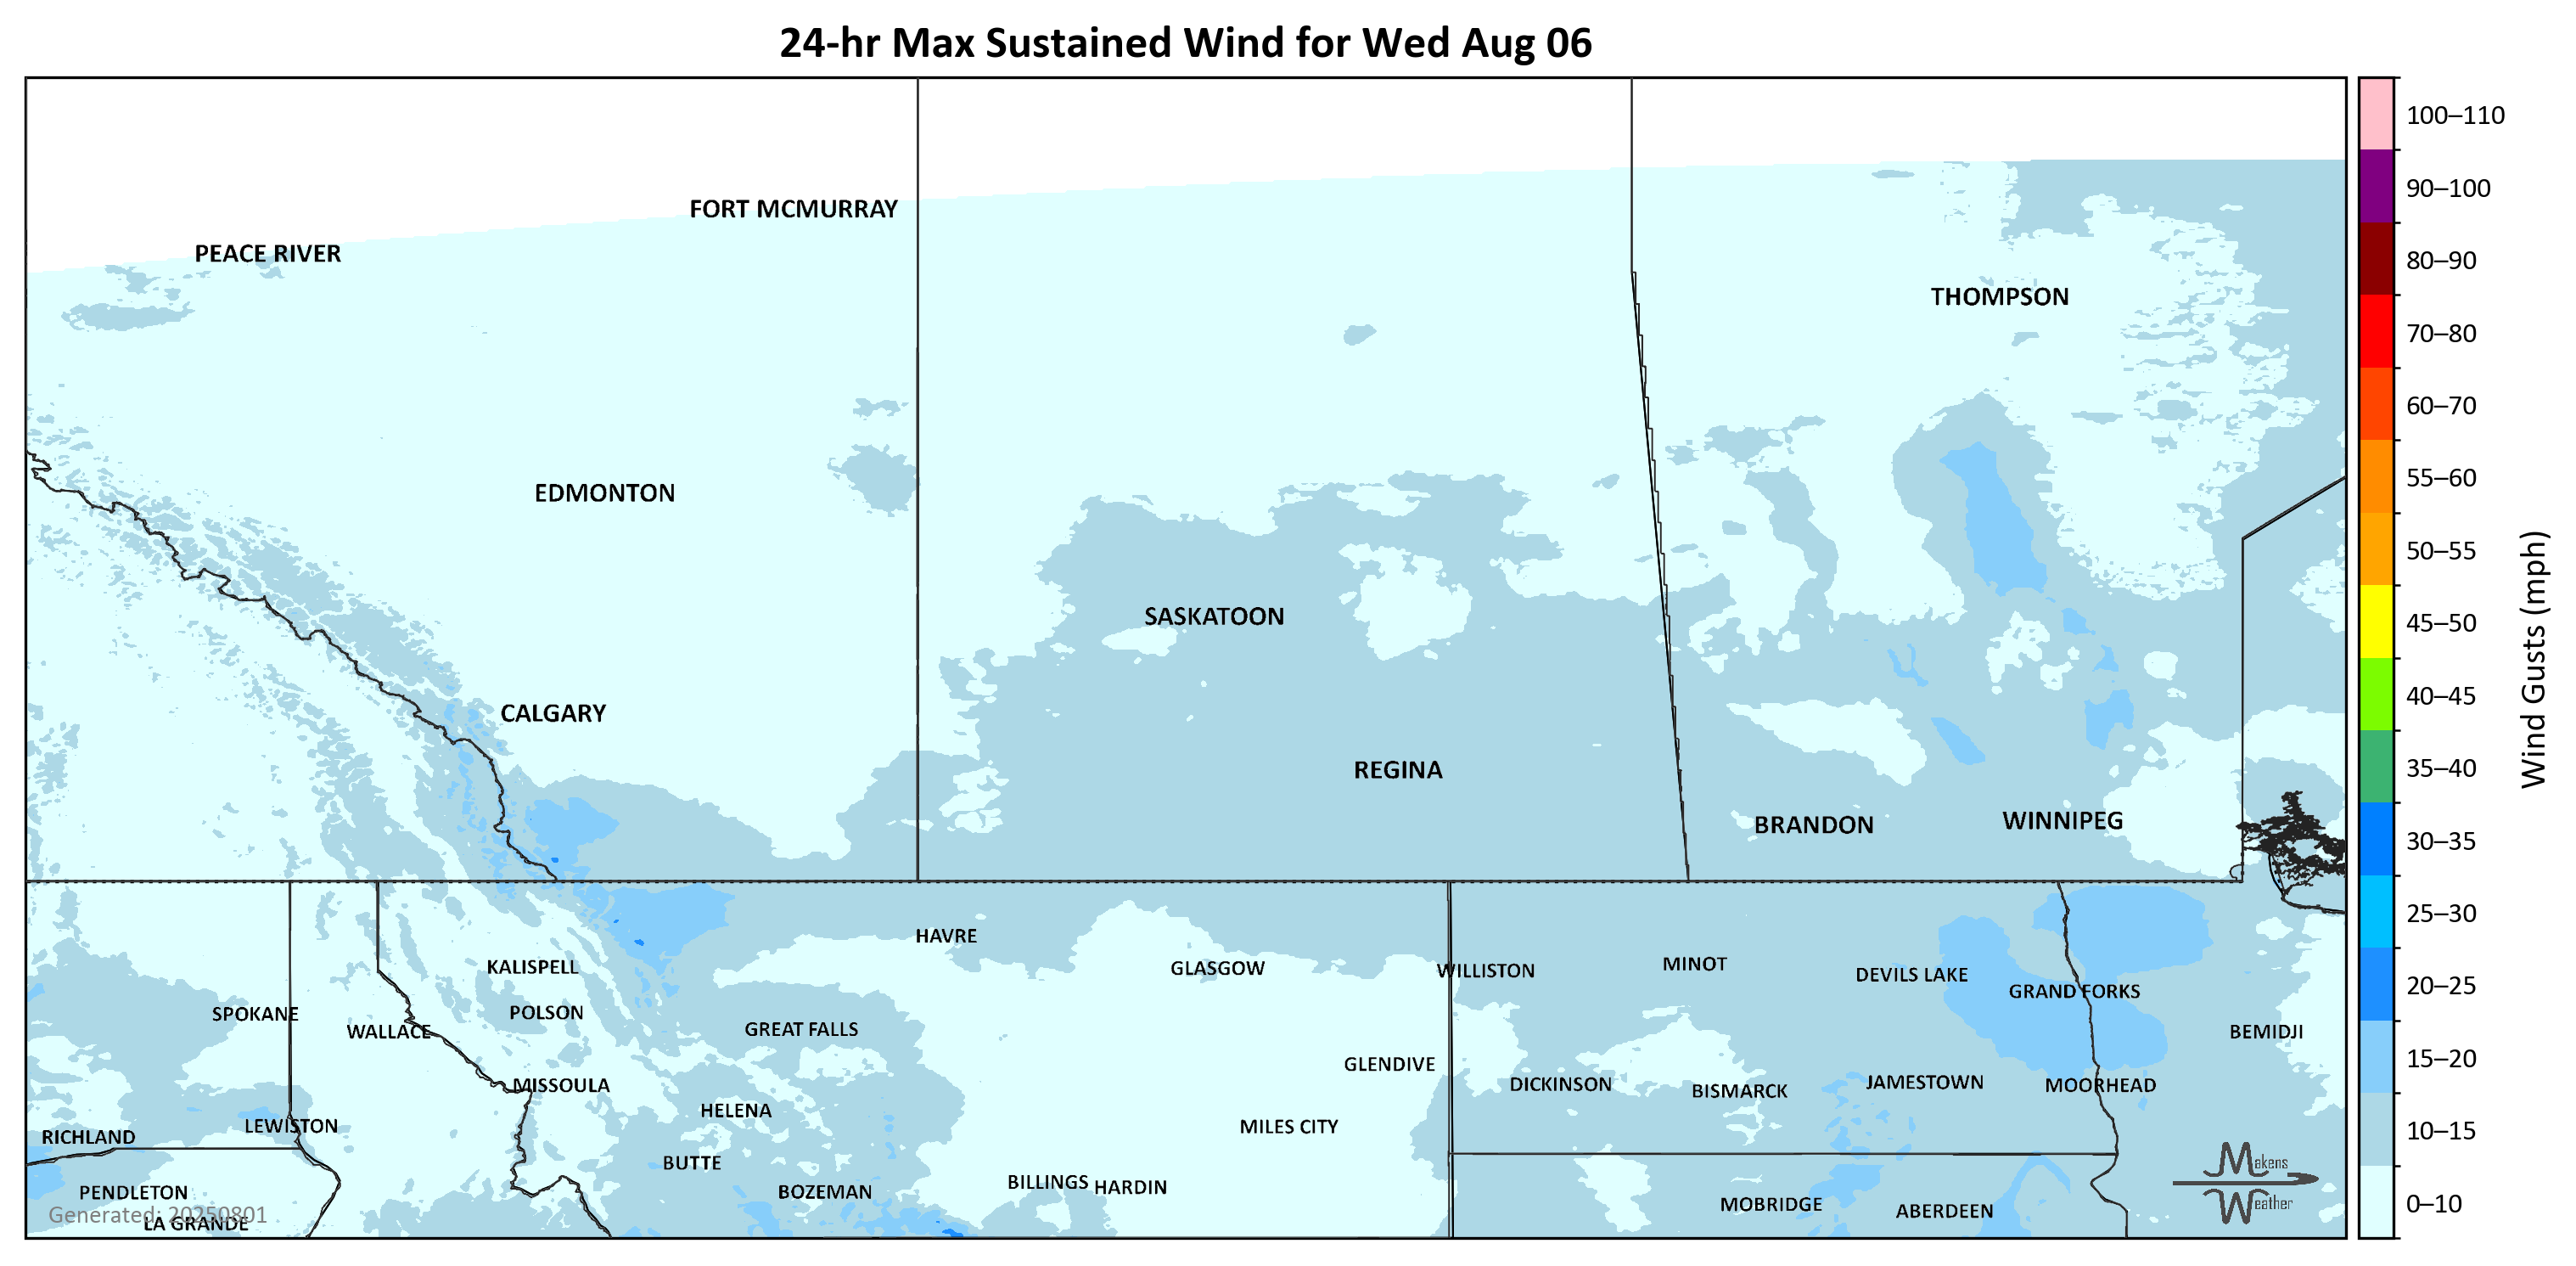 24-hr Max Sustained Wind for Wed Aug 06
100–110
90–100
80–90
70–80
60–70
55–60
50–55
45–50
40–45
35–40
30–35
25–30
20–25
15–20
10–15
0–10
Wind Gusts (mph)
FORT MCMURRAY
PEACE RIVER
THOMPSON
EDMONTON
SASKATOON
CALGARY
REGINA
BRANDON
WINNIPEG
HAVRE
KALISPELL
GLASGOW
WILLISTON
MINOT
DEVILS LAKE
GRAND FORKS
SPOKANE
POLSON
WALLACE
GREAT FALLS
BEMIDJI
GLENDIVE
MISSOULA
DICKINSON
BISMARCK
JAMESTOWN
MOORHEAD
HELENA
LEWISTON
MILES CITY
RICHLAND
BUTTE
PENDLETON
BOZEMAN
BILLINGS
HARDIN
MOBRIDGE
ABERDEEN
Makens
Weather
Generated: 20250801
LA GRANDE